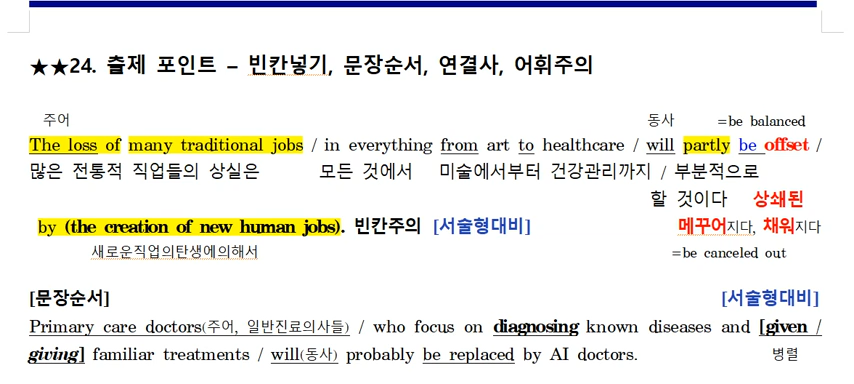 ★★24. 출제 포인트 – 빈칸넣기, 문장순서, 연결사, 어휘주의
주어 동사 =be balanced
The loss of many traditional jobs / in everything from art to healthcare / will partly be offset /
많은 전통적 직업들의 상실은 모든 것에서 미술에서부터 건강관리까지 / 부분적으로
할 것이다 상쇄된
by (the creation of new human jobs). 빈칸주의 [서술형대비] 메꾸어지다, 채워지다
새로운직업의탄생에의해서 =be canceled out
[문장순서] [서술형대비]
Primary care doctors(주어, 일반진료의사들) / who focus on diagnosing known diseases and [given /
giving] familiar treatments / will(동사) probably be replaced by AI doctors. 병렬